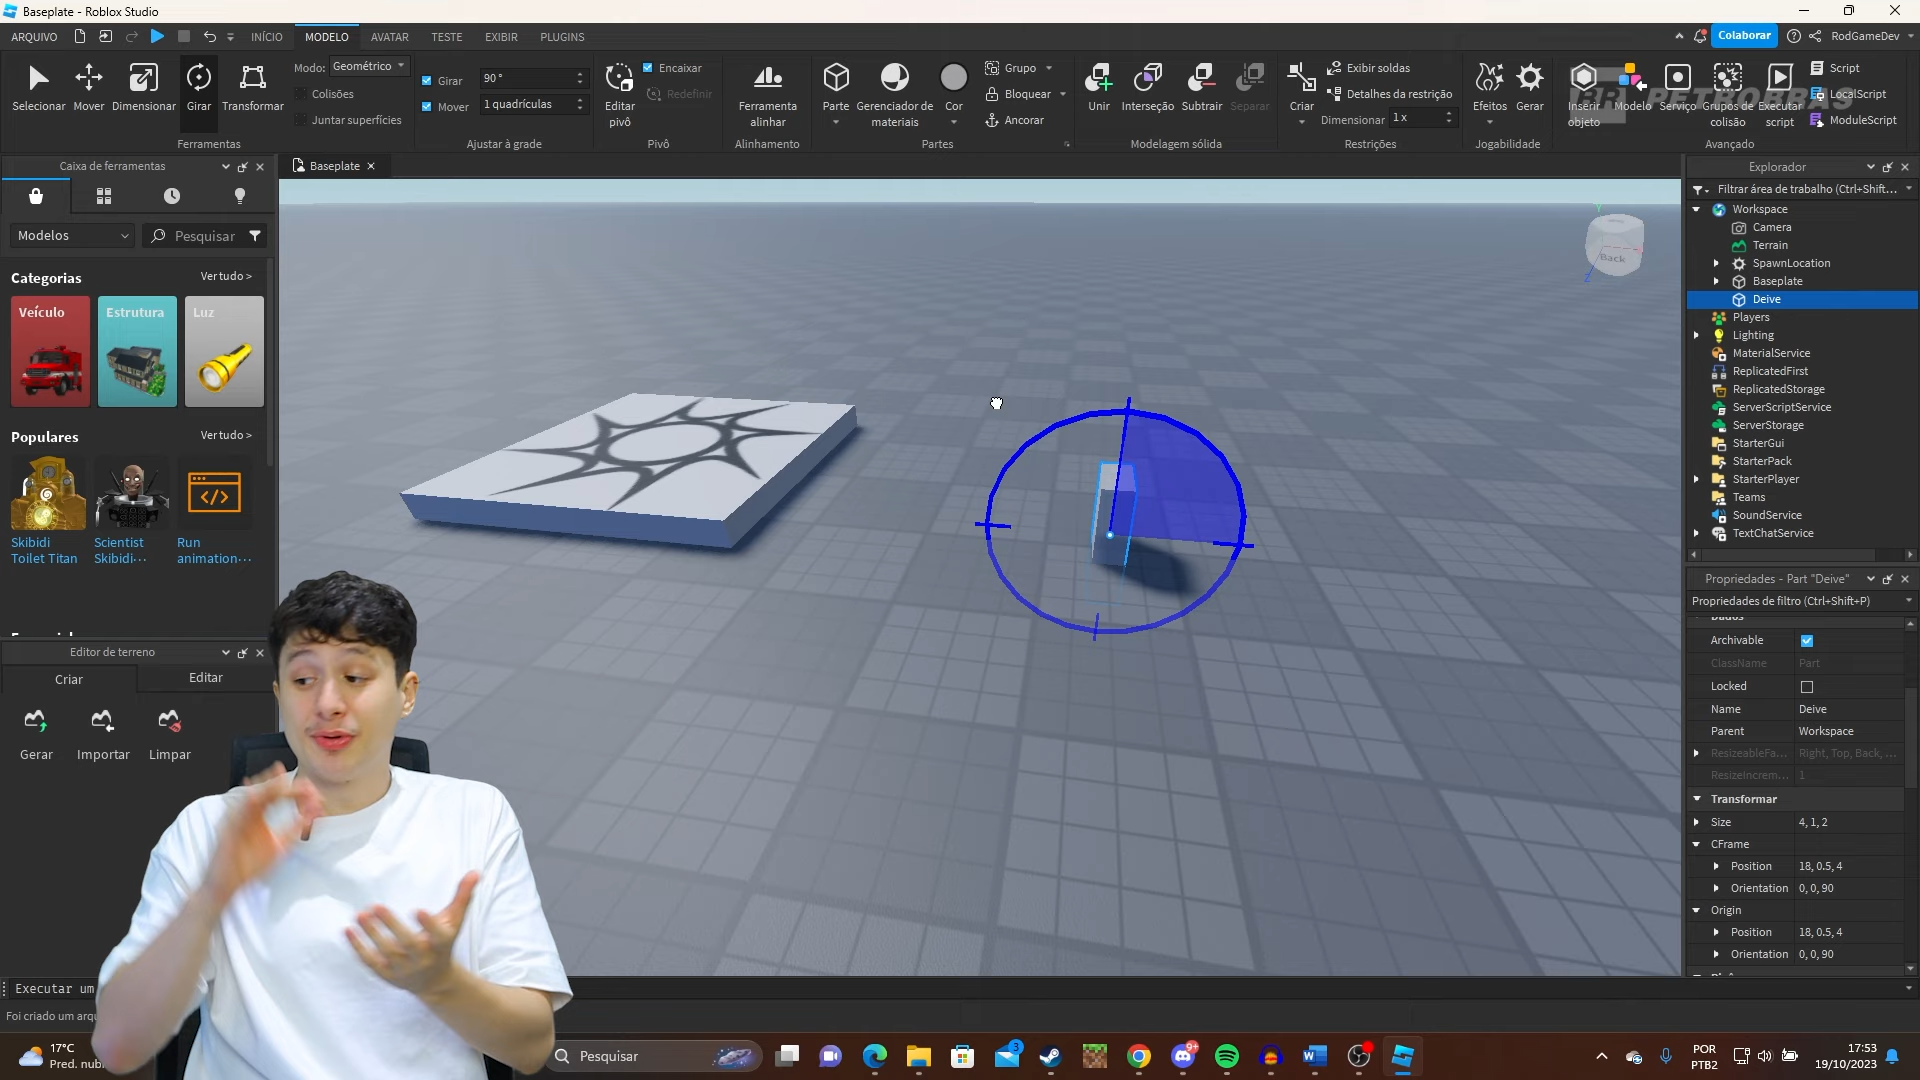 Baseplate - Roblox Studio
ARQUIVO
INÍCIO
MODELO
AVATAR
TESTE
EXIBIR
PLUGINS
Colaborar
RodGameDev
Selecionar
Mover
Dimensionar
Girar
Transformar
Ferramentas
Modo:
Geométrico
Colisões
Juntar superfícies
Girar
90 °
Mover
1 quadrículas
Ajustar à grade
Editar
pivô
Encaixar
Redefinir
Pivô
Ferramenta
alinhar
Alinhamento
Parte
Gerenciador de
materiais
Cor
Grupo
Bloquear
Ancorar
Partes
Unir
Interseção
Subtrair
Separar
Modelagem sólida
Criar
Exibir soldas
Detalhes da restrição
Dimensionar
1 x
Restrições
Efeitos
Gerar
Jogabilidade
Inserir
objeto
Modelo
Serviço
Grupos de
colisão
Executar
script
Script
LocalScript
ModuleScript
Avançado
Caixa de ferramentas
Modelos
Pesquisar
Categorias
Ver tudo >
Veículo
Estrutura
Luz
Populares
Ver tudo >
Skibidi
Toilet Titan
Scientist
Skibidi···
Run
animation···
Editor de terreno
Criar
Editar
Gerar
Importar
Limpar
Baseplate
Y
Back
Z
Explorador
Filtrar área de trabalho (Ctrl+Shift...
Workspace
Camera
Terrain
SpawnLocation
Baseplate
Deive
Players
Lighting
MaterialService
ReplicatedFirst
ReplicatedStorage
ServerScriptService
ServerStorage
StarterGui
StarterPack
StarterPlayer
Teams
SoundService
TextChatService
Propriedades - Part "Deive"
Propriedades de filtro (Ctrl+Shift+P)
Dados
Archivable
ClassName
Part
Locked
Name
Deive
Parent
Workspace
ResizeableFa...
Right, Top, Back, ...
ResizeIncrem...
1
Transformar
Size
4, 1, 2
CFrame
Position
18, 0.5, 4
Orientation
0, 0, 90
Origin
Position
18, 0.5, 4
Orientation
0, 0, 90
Executar um
Foi criado um arqu
17°C
Pred. nub
Pesquisar
3
9+
POR
PTB2
17:53
19/10/2023